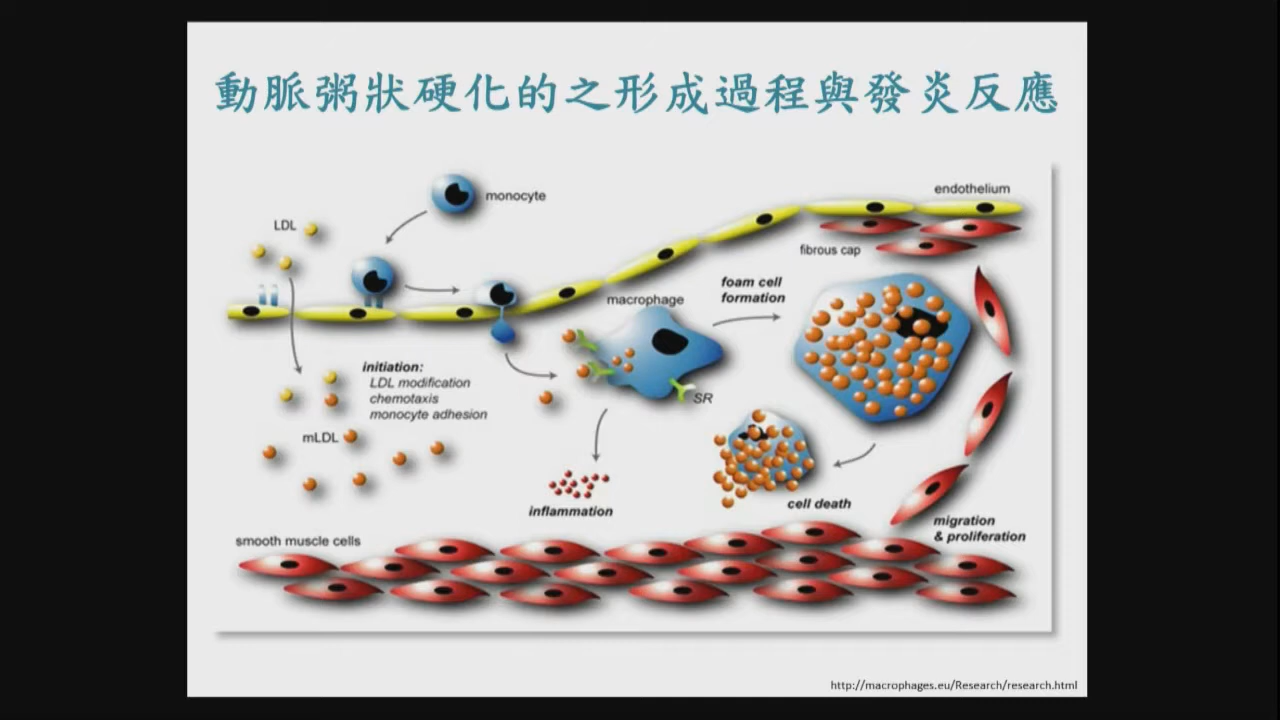 動脈粥狀硬化的之形成過程與發炎反應
monocyte
endothelium
LDL
fibrous cap
foam cell
formation
macrophage
initiation:
LDL modification
chemotaxis
monocyte adhesion
SR
mLDL
cell death
inflammation
migration
& proliferation
smooth muscle cells
http://macrophages.eu/Research/research.html